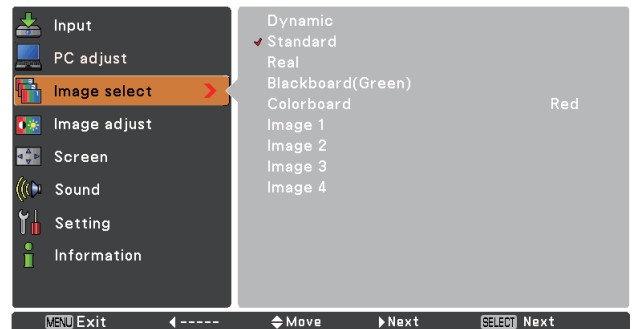 Input
PC adjust
Image select
Image adjust
Screen
Sound
Setting
Information
Dynamic
Standard
Real
Blackboard(Green)
Colorboard Red
Image 1
Image 2
Image 3
Image 4
MENU Exit ----- Move Next SELECT Next